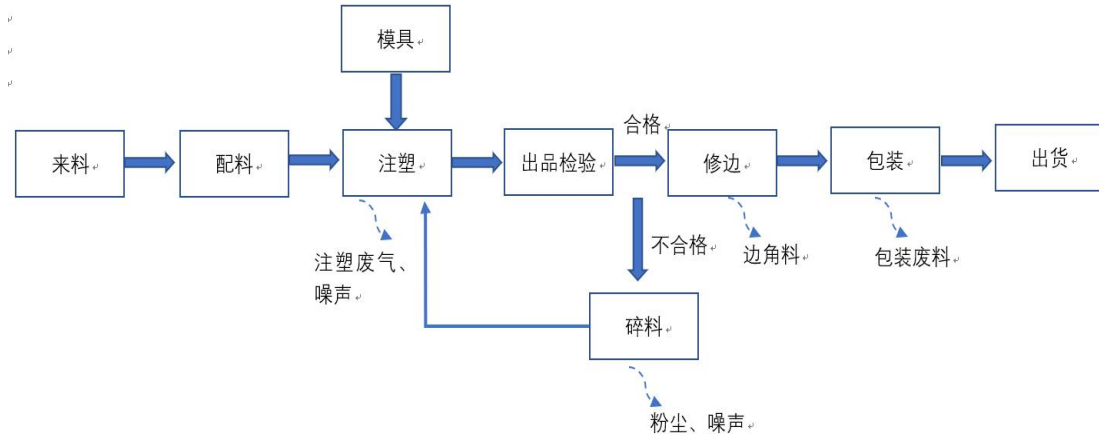 模具
合格
来料
配料
注塑
出品检验
修边
包装
出货
不合格
边角料
包装废料
注塑废气、
噪声
碎料
粉尘、噪声